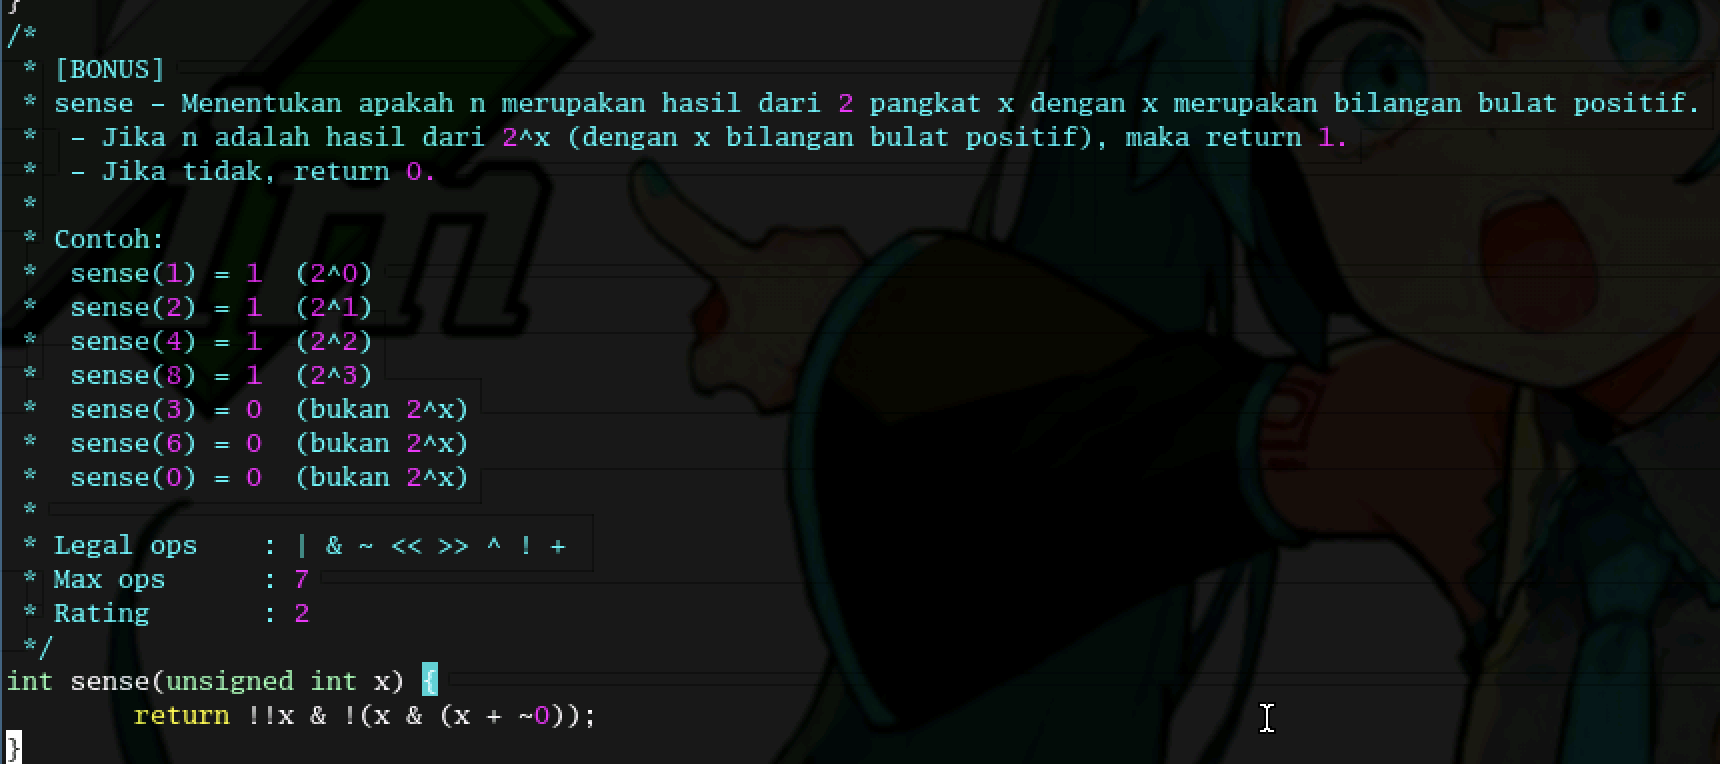 }
/*
 * [BONUS]
 * sense - Menentukan apakah n merupakan hasil dari 2 pangkat x dengan x merupakan bilangan bulat positif.
 *  - Jika n adalah hasil dari 2^x (dengan x bilangan bulat positif), maka return 1.
 *  - Jika tidak, return 0.
 *
 * Contoh:
 *  sense(1) = 1  (2^0)
 *  sense(2) = 1  (2^1)
 *  sense(4) = 1  (2^2)
 *  sense(8) = 1  (2^3)
 *  sense(3) = 0  (bukan 2^x)
 *  sense(6) = 0  (bukan 2^x)
 *  sense(0) = 0  (bukan 2^x)
 *
 * Legal ops    : | & ~ << >> ^ ! +
 * Max ops      : 7
 * Rating       : 2
 */
int sense(unsigned int x) {
        return !!x & !(x & (x + ~0));
}